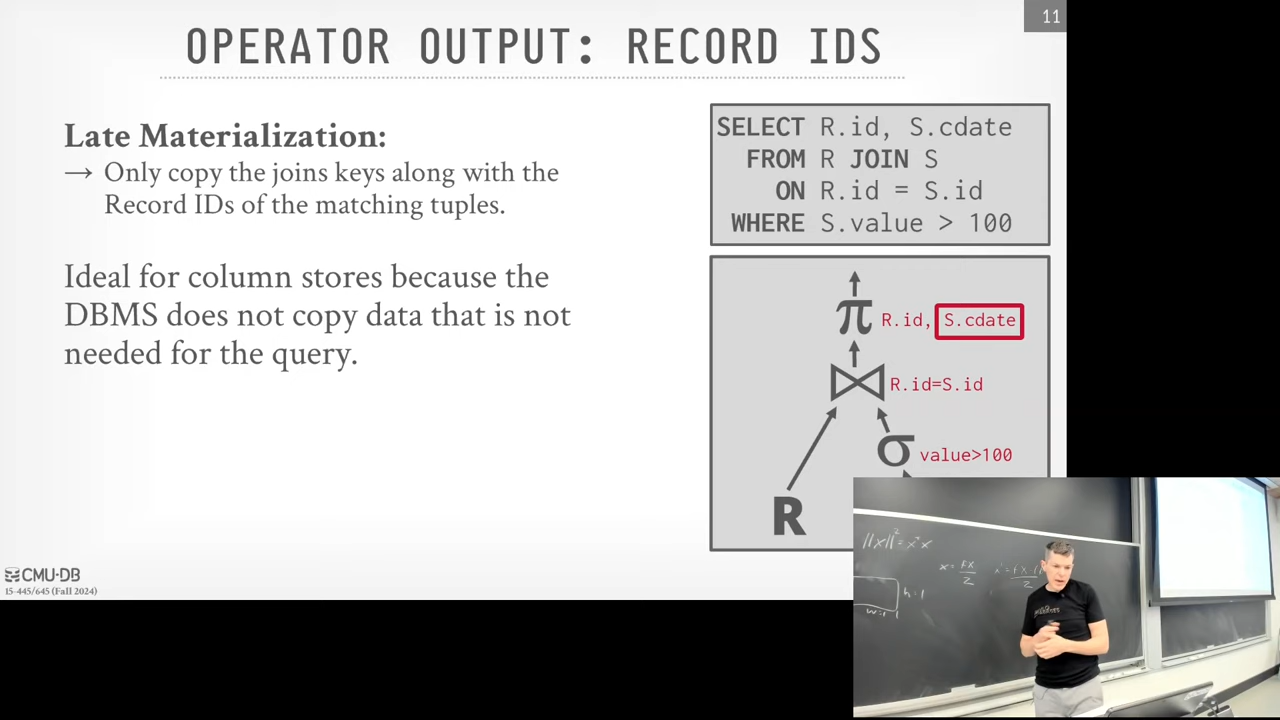 11
OPERATOR OUTPUT: RECORD IDS
Late Materialization:
→ Only copy the joins keys along with the
Record IDs of the matching tuples.
Ideal for column stores because the
DBMS does not copy data that is not
needed for the query.
SELECT R.id, S.cdate
FROM R JOIN S
ON R.id = S.id
WHERE S.value > 100
π R.id, S.cdate
⋈ R.id=S.id
σ value>100
R
CMU·DB
15-445/645 (Fall 2024)
h=1